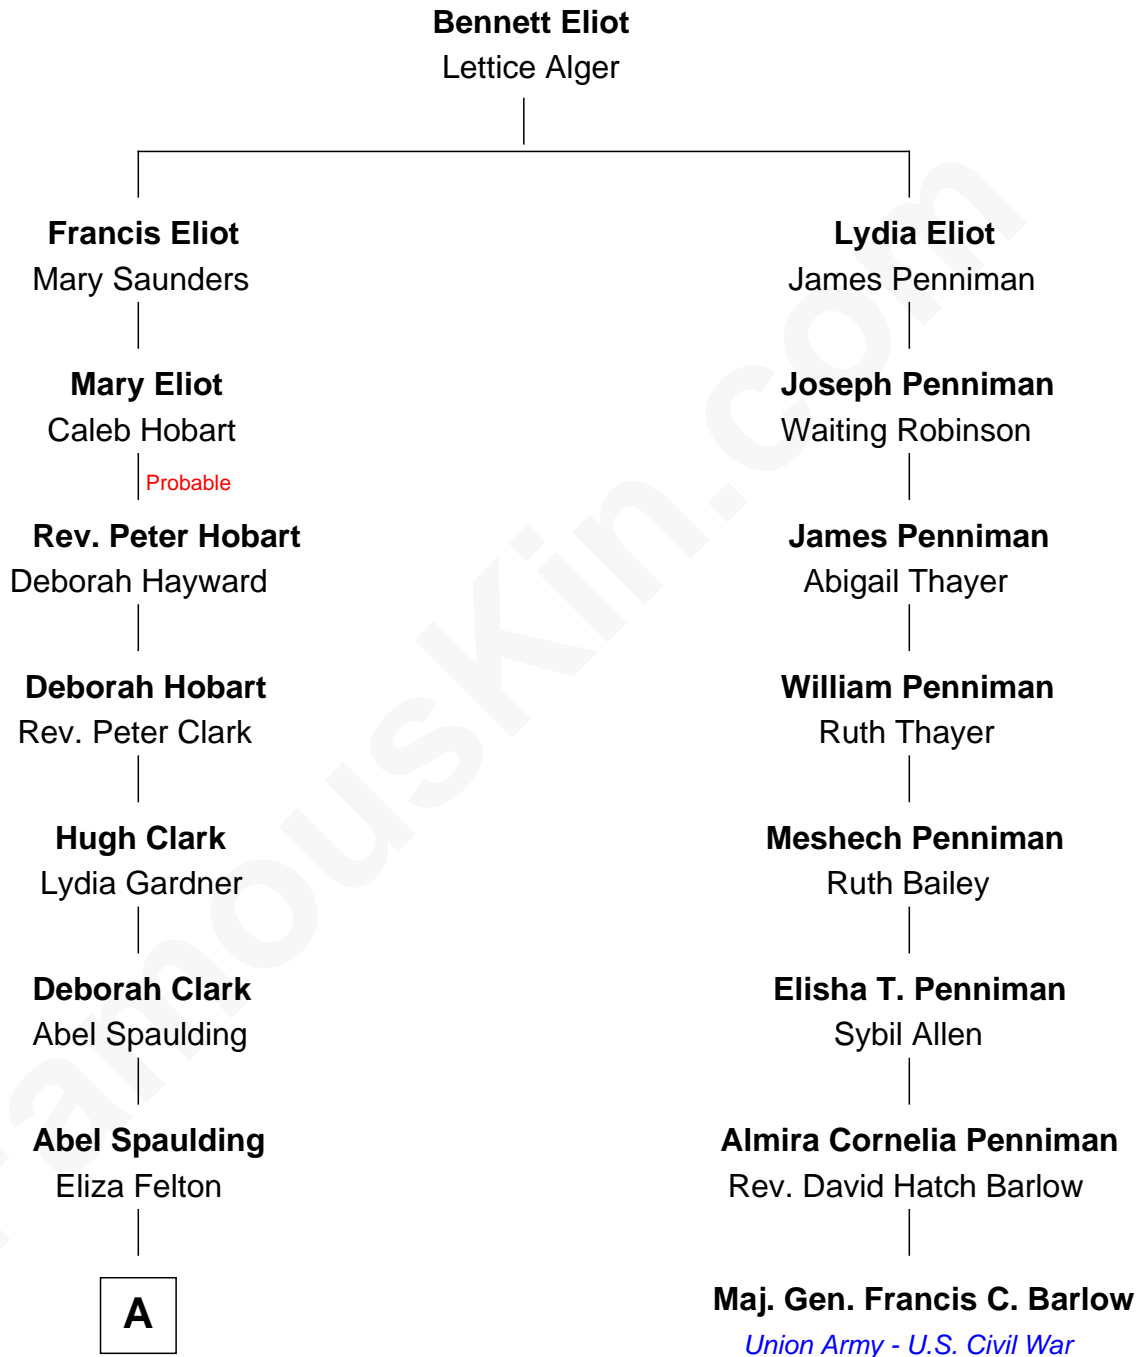 Bennett Eliot
Lettice Alger
Francis Eliot
Mary Saunders
Lydia Eliot
James Penniman
Mary Eliot
Caleb Hobart
Joseph Penniman
Waiting Robinson
Probable
Rev. Peter Hobart
Deborah Hayward
James Penniman
Abigail Thayer
Deborah Hobart
Rev. Peter Clark
William Penniman
Ruth Thayer
Hugh Clark
Lydia Gardner
Meshech Penniman
Ruth Bailey
Deborah Clark
Abel Spaulding
Elisha T. Penniman
Sybil Allen
Abel Spaulding
Eliza Felton
Almira Cornelia Penniman
Rev. David Hatch Barlow
A
Maj. Gen. Francis C. Barlow
Union Army - U.S. Civil War
FamousKin.com